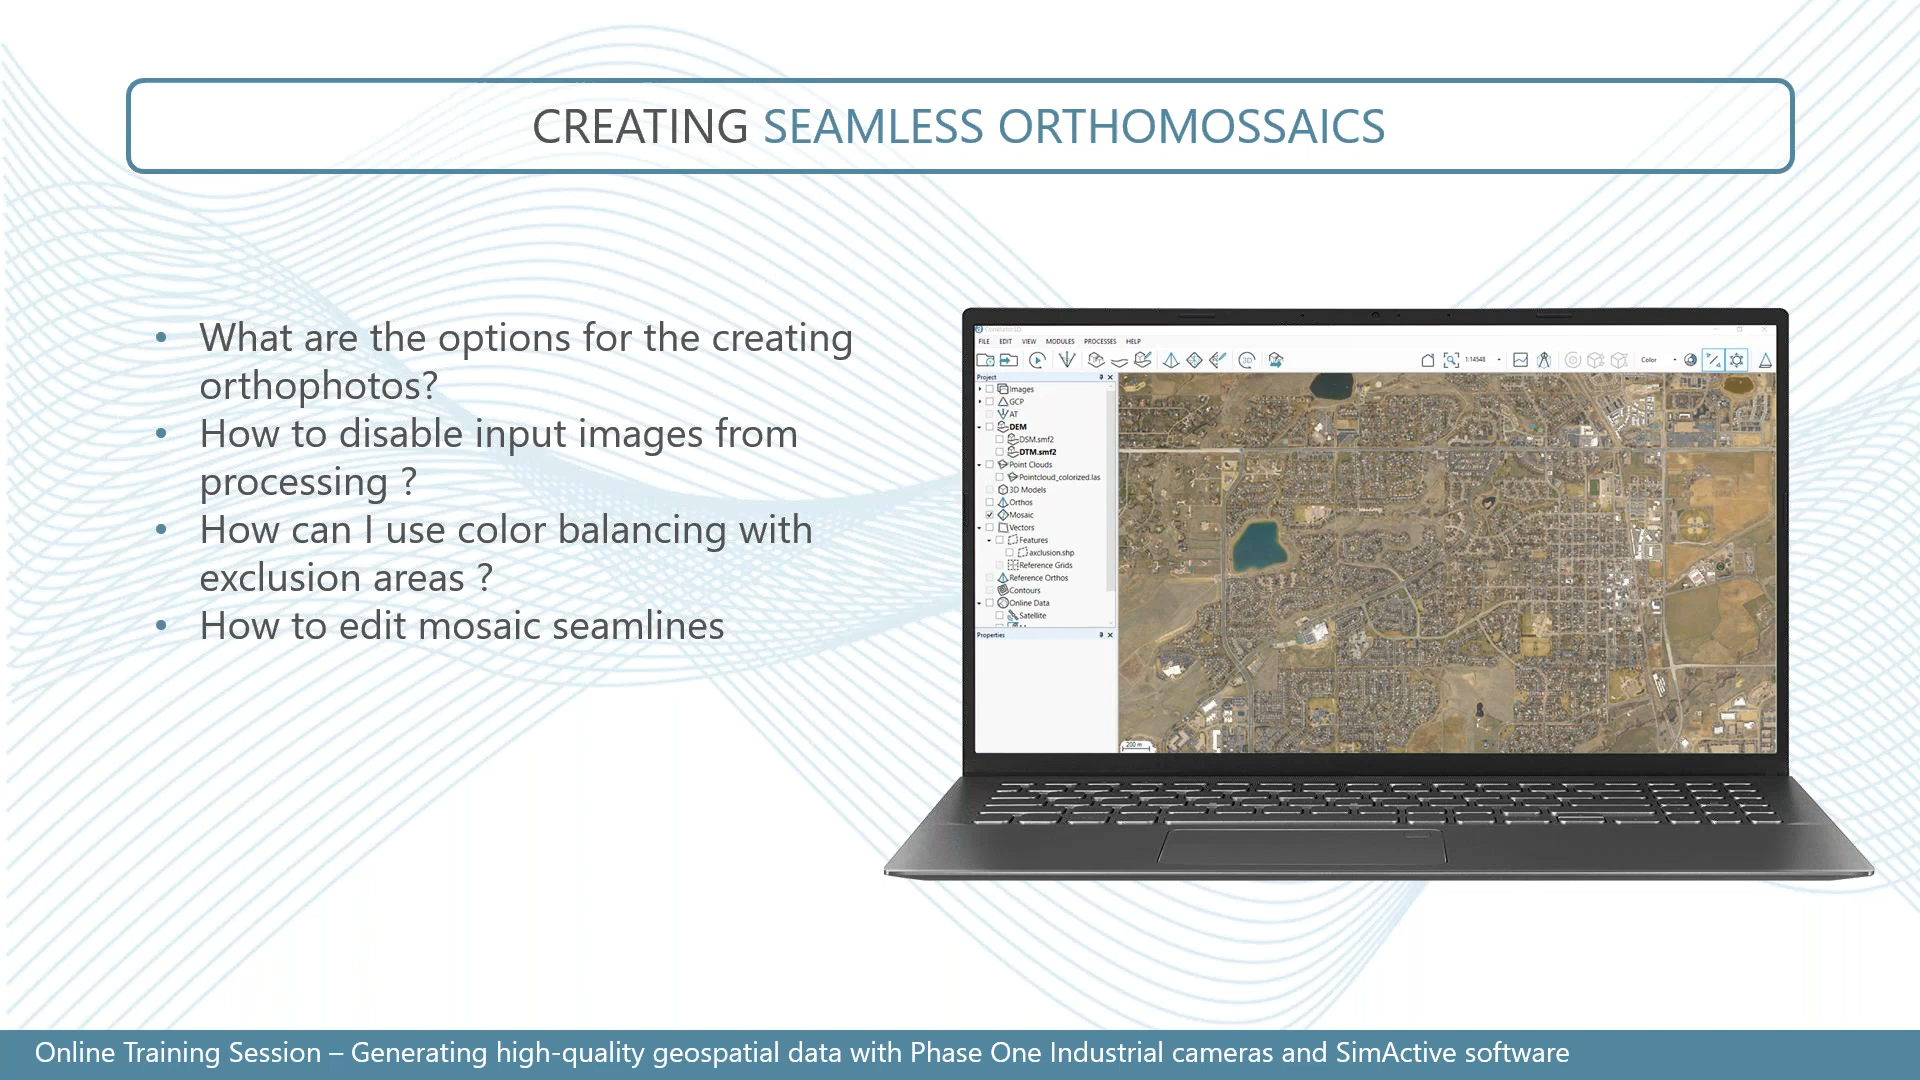 CREATING SEAMLESS ORTHOMOSSAICS
• What are the options for the creating
orthophotos?
• How to disable input images from
processing ?
• How can I use color balancing with
exclusion areas ?
• How to edit mosaic seamlines
FILE EDIT VIEW MODULES PROCESSES HELP
1:14548
Color
Project
Images
GCP
AT
DEM
DSM.smf2
DTM.smf2
Point Clouds
Pointcloud_colorized.las
3D Models
Orthos
Mosaic
Vectors
Features
axclusion.shp
Reference Grids
Reference Orthos
Contours
Online Data
Satellite
Properties
200 m
Online Training Session – Generating high-quality geospatial data with Phase One Industrial cameras and SimActive software